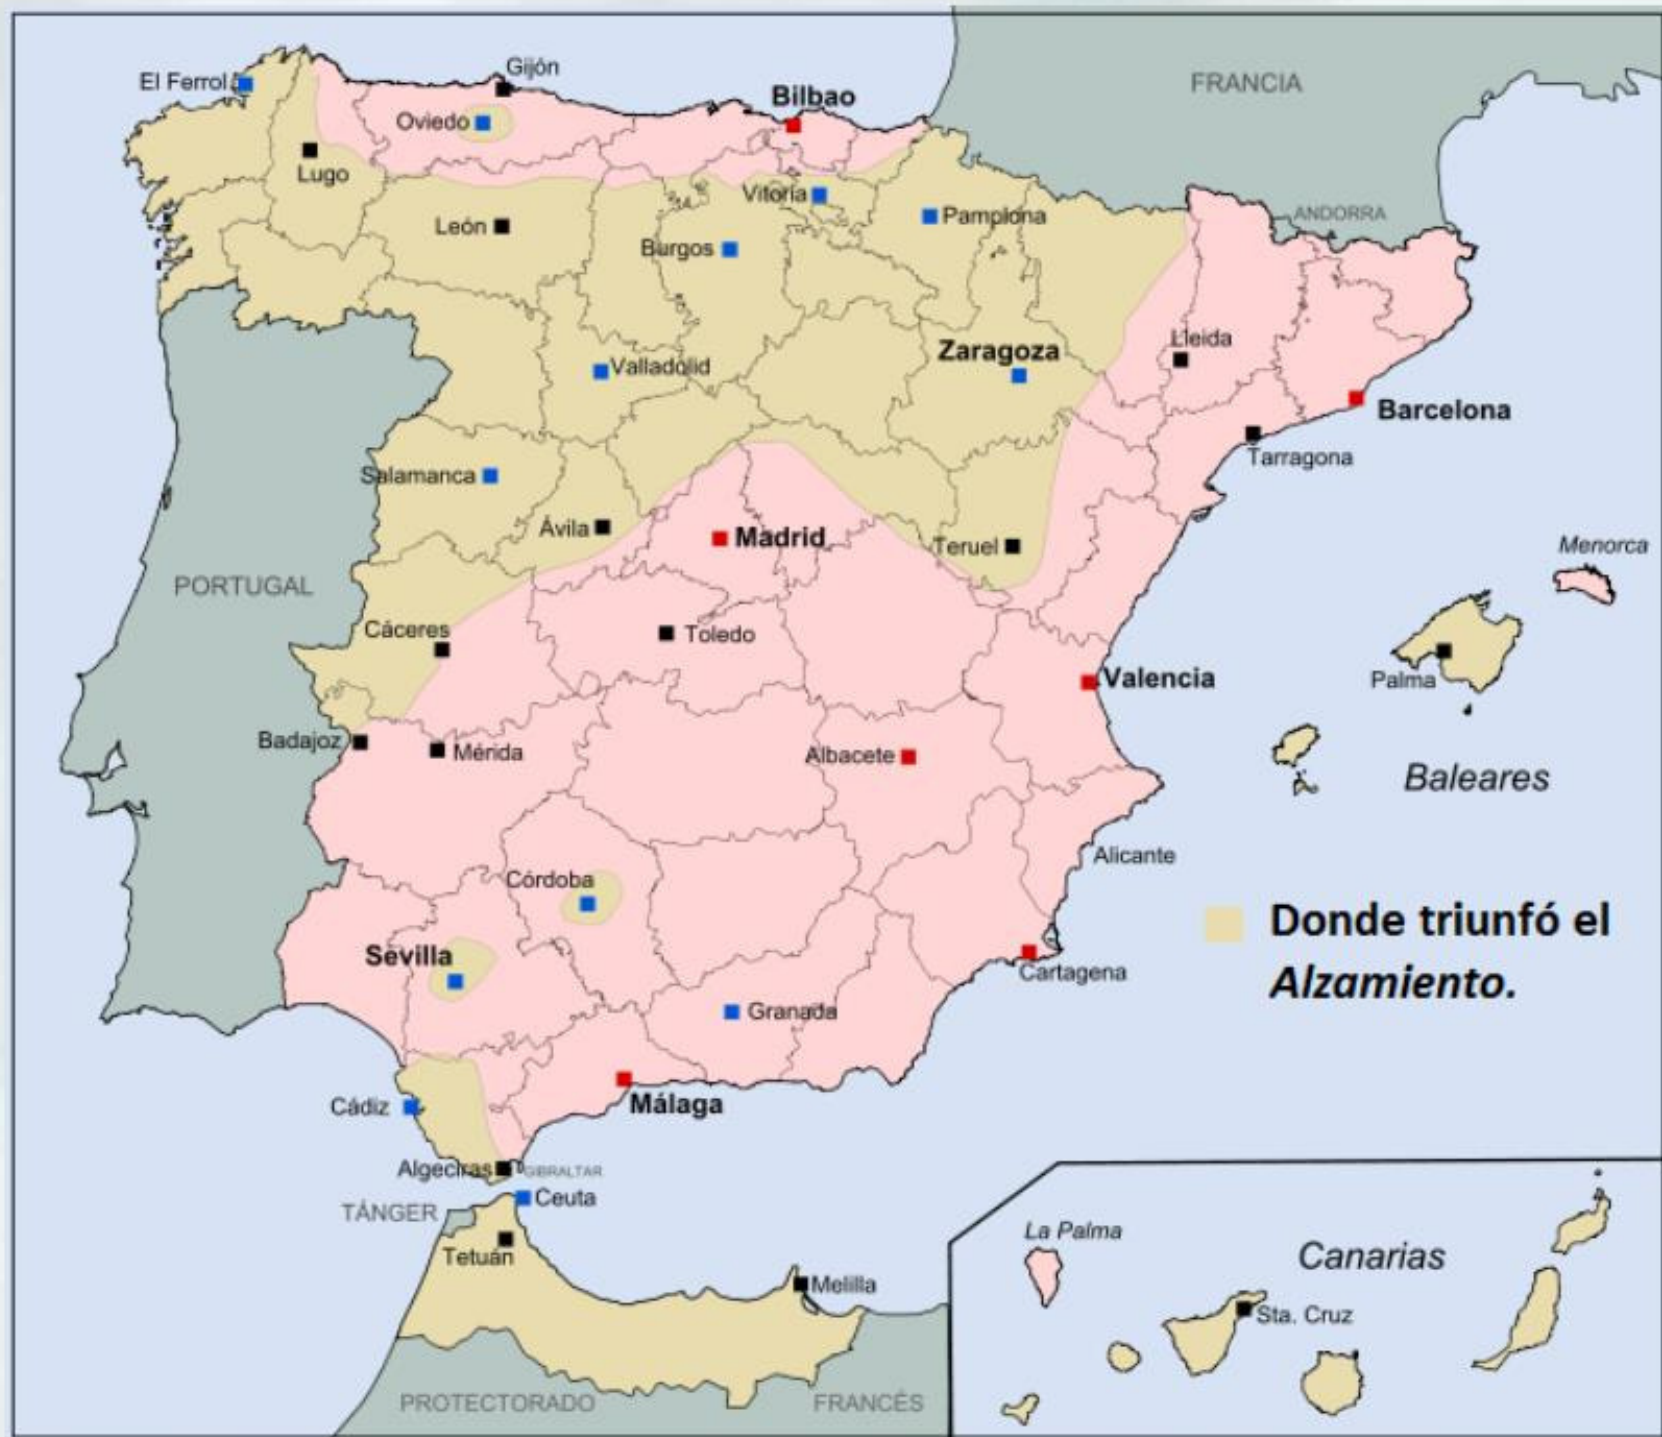 El Ferrol
Gijón
FRANCIA
Bilbao
Oviedo
Lugo
Vitoria
Pamplona
ANDORRA
León
Burgos
Lleida
Zaragoza
Valladolid
Barcelona
Tarragona
Salamanca
Ávila
Madrid
Teruel
Menorca
PORTUGAL
Cáceres
Toledo
Valencia
Palma
Badajoz
Mérida
Albacete
Baleares
Alicante
Córdoba
Donde triunfó el
Alzamiento.
Sevilla
Cartagena
Granada
Cádiz
Málaga
Algeciras
GIBRALTAR
Ceuta
TÁNGER
Tetuán
Melilla
La Palma
Canarias
Sta. Cruz
PROTECTORADO FRANCÉS